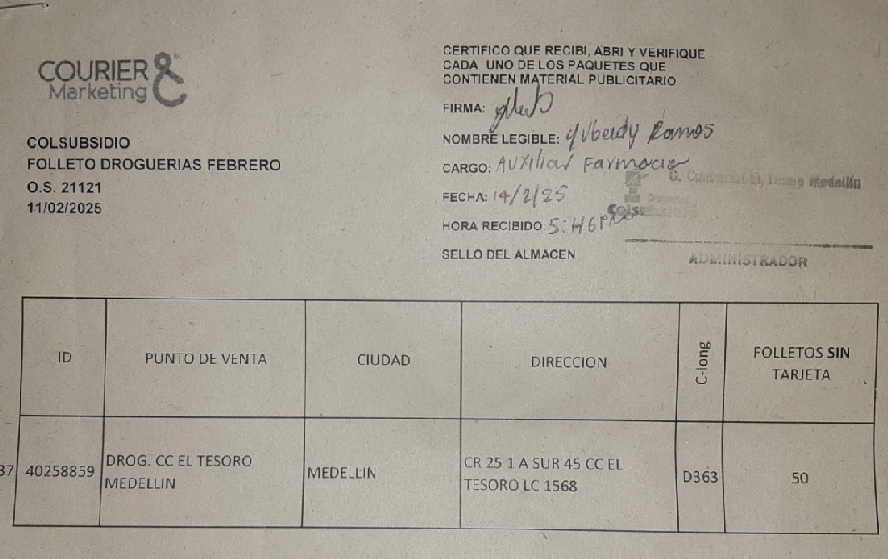 COURIER
Marketing
COLSUBSIDIO
FOLLETO DROGUERIAS FEBRERO
O.S. 21121
11/02/2025
CERTIFICO QUE RECIBI, ABRI Y VERIFIQUE
CADA UNO DE LOS PAQUETES QUE
CONTIENEN MATERIAL PUBLICITARIO
FIRMA:
NOMBRE LEGIBLE: Yubeidy Ramos
CARGO: AUXiliar Farmacia
FECHA: 14/2/25
HORA RECIBIDO
SELLO DEL ALMACEN
Medellin
ADMINISTRADOR
ID PUNTO DE VENTA CIUDAD DIRECCION C-long FOLLETOS SIN
TARJETA
37 40258859 DROG. CC EL TESORO
MEDELLIN
MEDELLIN
CR 25 1 A SUR 45 CC EL
TESORO LC 1568
D363
50